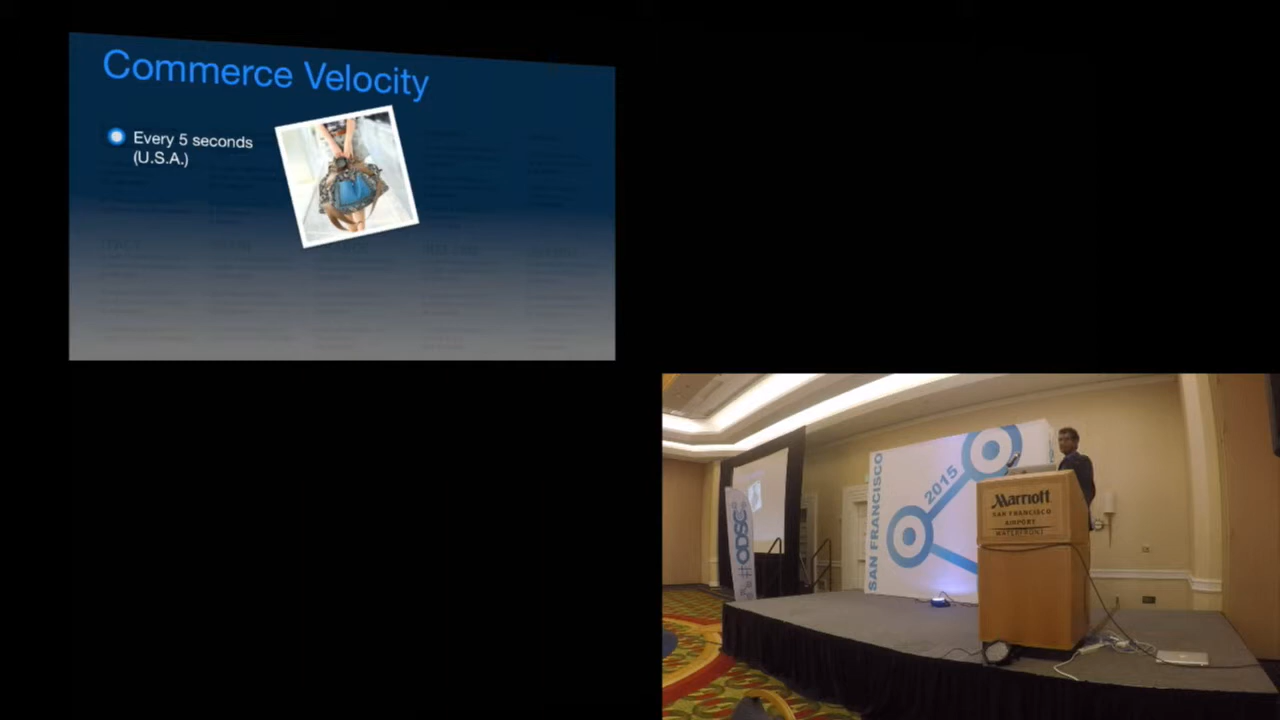 Commerce Velocity
Every 5 seconds
(U.S.A.)
SAN FRANCISCO
2015
ODSC
Marriott
SAN FRANCISCO
AIRPORT
WATERFRONT